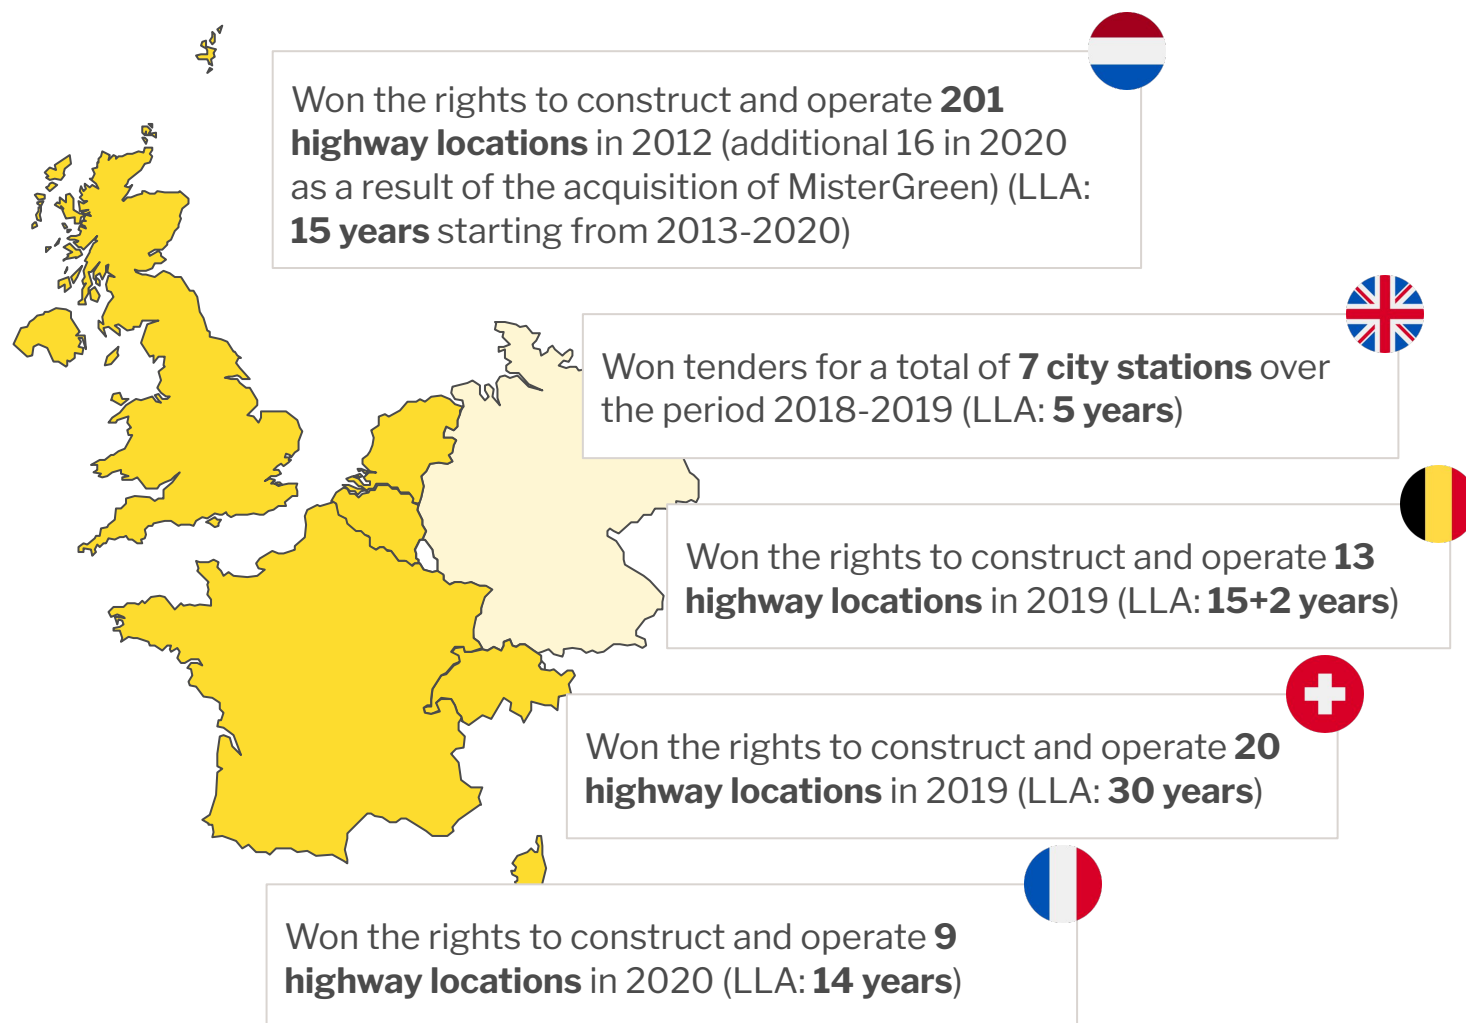 Won the rights to construct and operate 201
highway locations in 2012 (additional 16 in 2020
as a result of the acquisition of MisterGreen) (LLA:
15 years starting from 2013-2020)
Won tenders for a total of 7 city stations over
the period 2018-2019 (LLA: 5 years)
Won the rights to construct and operate 13
highway locations in 2019 (LLA: 15+2 years)
Won the rights to construct and operate 20
highway locations in 2019 (LLA: 30 years)
Won the rights to construct and operate 9
highway locations in 2020 (LLA: 14 years)